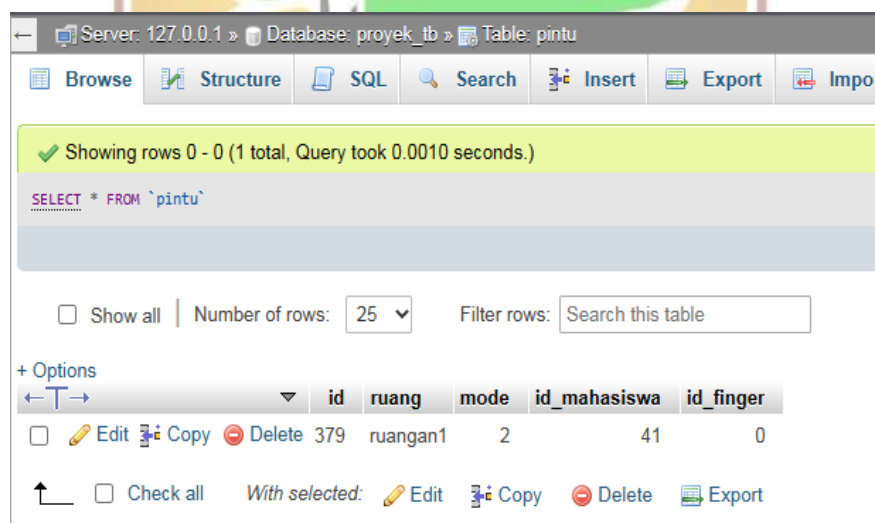 ← Server: 127.0.0.1 » Database: proyek_tb » Table: pintu
Browse Structure SQL Search Insert Export Impo
Showing rows 0 - 0 (1 total, Query took 0.0010 seconds.)
SELECT * FROM `pintu`
Show all | Number of rows: 25 Filter rows: Search this table
+ Options
←T→ ▼ id ruang mode id_mahasiswa id_finger
Edit Copy Delete 379 ruangan1 2 41 0
Check all With selected: Edit Copy Delete Export